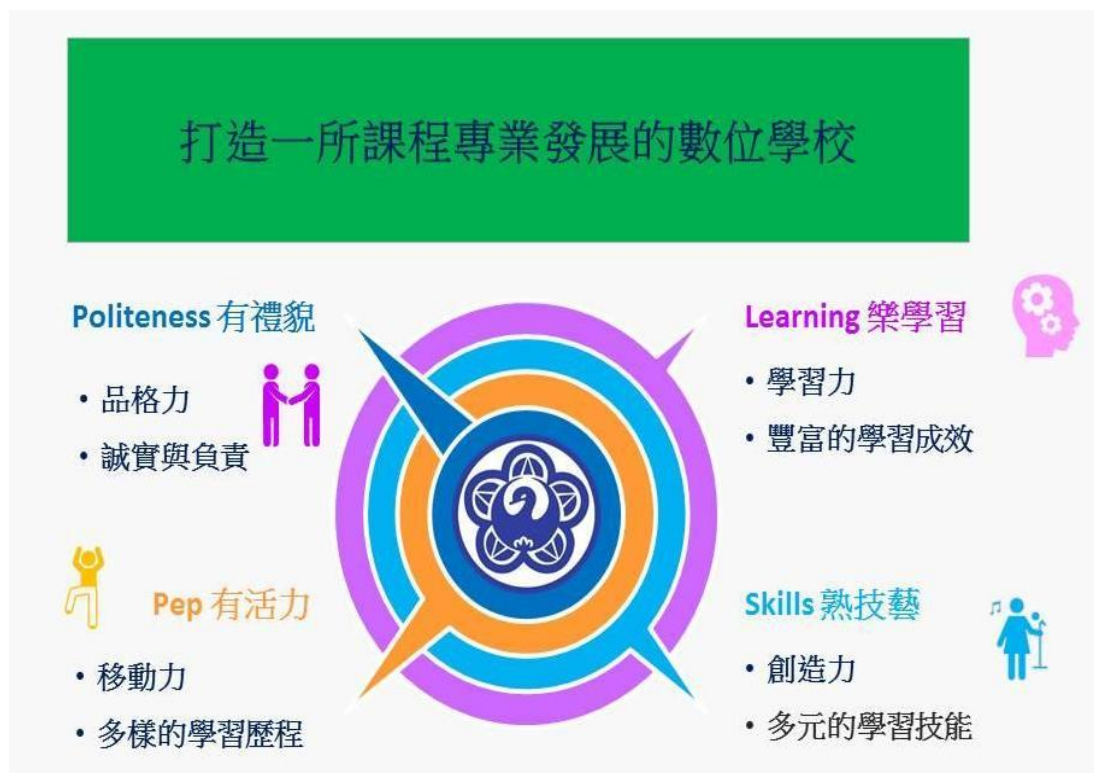 打造一所課程專業發展的數位學校
Politeness 有禮貌
・品格力
・誠實與負責
Learning 樂學習
・學習力
・豐富的學習成效
Pep 有活力
・移動力
・多樣的學習歷程
Skills 熟技藝
・創造力
・多元的學習技能